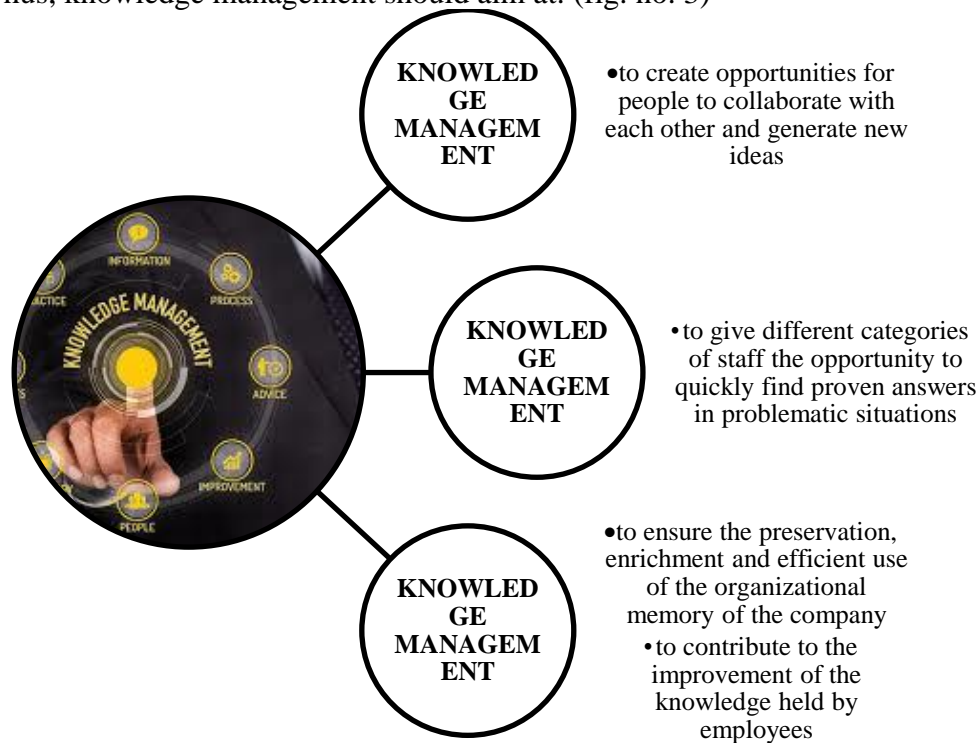 nus, knowledge management should aim at: (fig. no. 3)
KNOWLED
GE
MANAGEM
ENT
•to create opportunities for
people to collaborate with
each other and generate new
ideas
INFORMATION
PROCESS
KNOWLEDGE MANAGEMENT
ADVICE
IMPROVEMENT
PEOPLE
KNOWLED
GE
MANAGEM
ENT
•to give different categories
of staff the opportunity to
quickly find proven answers
in problematic situations
KNOWLED
GE
MANAGEM
ENT
•to ensure the preservation,
enrichment and efficient use
of the organizational
memory of the company
•to contribute to the
improvement of the
knowledge held by
employees